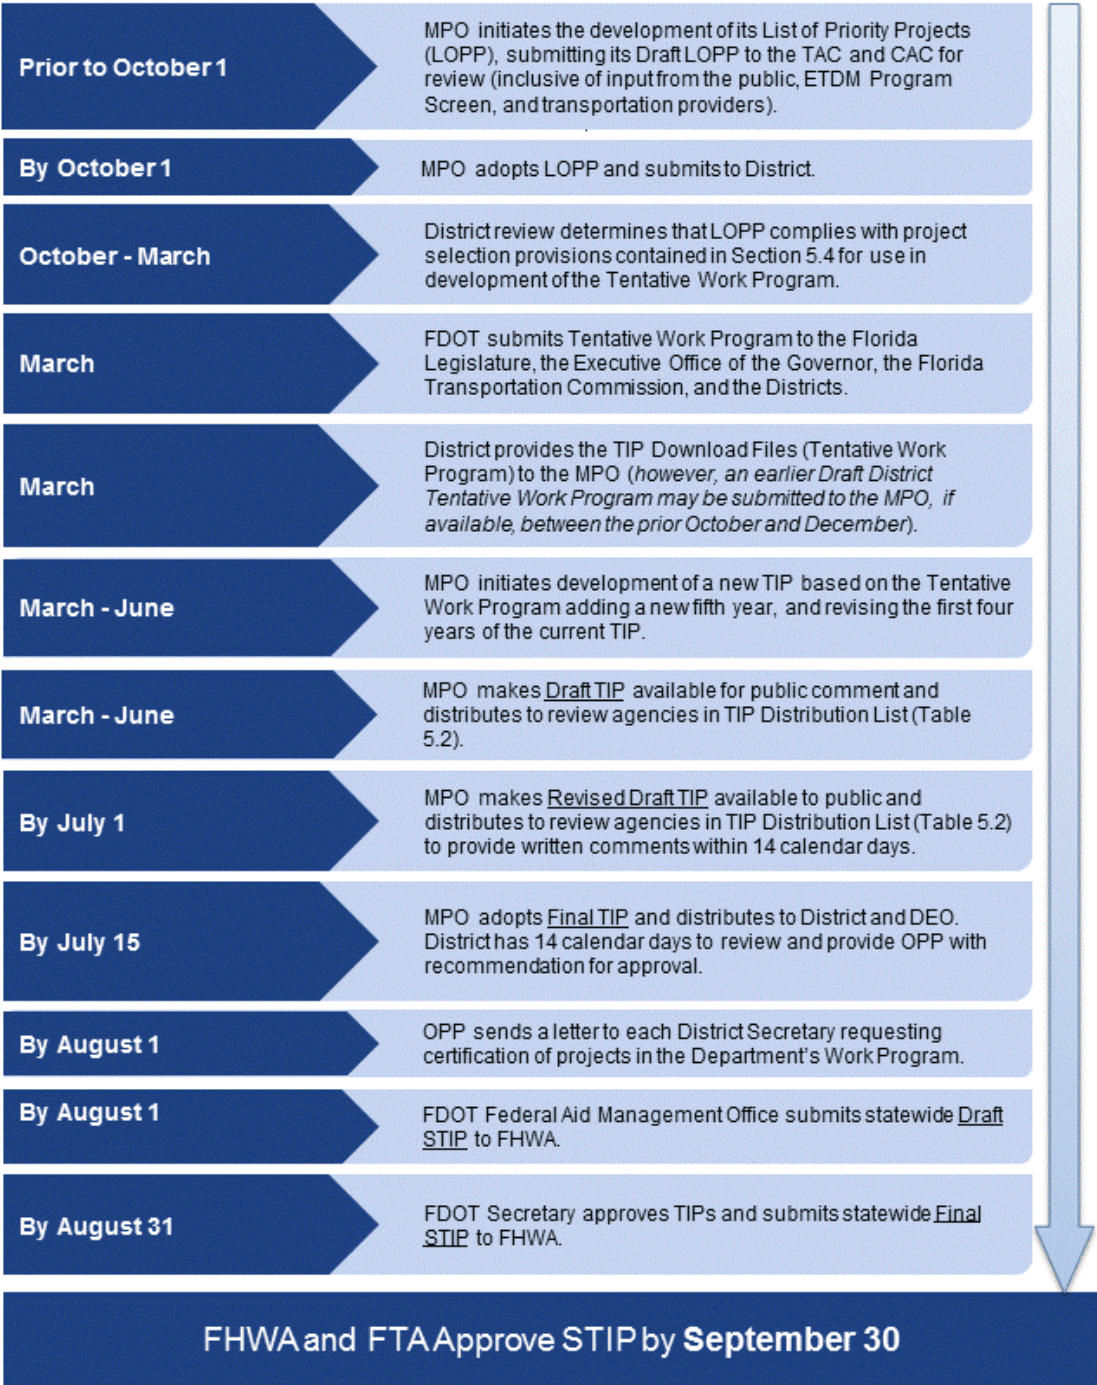 Prior to October 1
MPO initiates the development of its List of Priority Projects
(LOPP), submitting its Draft LOPP to the TAC and CAC for
review (inclusive of input from the public, ETDM Program
Screen, and transportation providers).
By October 1
MPO adopts LOPP and submits to District.
October - March
District review determines that LOPP complies with project
selection provisions contained in Section 5.4 for use in
development of the Tentative Work Program.
March
FDOT submits Tentative Work Program to the Florida
Legislature, the Executive Office of the Governor, the Florida
Transportation Commission, and the Districts.
March
District provides the TIP Download Files (Tentative Work
Program) to the MPO (however, an earlier Draft District
Tentative Work Program may be submitted to the MPO, if
available, between the prior October and December).
March - June
MPO initiates development of a new TIP based on the Tentative
Work Program adding a new fifth year, and revising the first four
years of the current TIP.
March - June
MPO makes Draft TIP available for public comment and
distributes to review agencies in TIP Distribution List (Table
5.2).
By July 1
MPO makes Revised Draft TIP available to public and
distributes to review agencies in TIP Distribution List (Table 5.2)
to provide written comments within 14 calendar days.
By July 15
MPO adopts Final TIP and distributes to District and DEO.
District has 14 calendar days to review and provide OPP with
recommendation for approval.
By August 1
OPP sends a letter to each District Secretary requesting
certification of projects in the Department's Work Program.
By August 1
FDOT Federal Aid Management Office submits statewide Draft
STIP to FHWA.
By August 31
FDOT Secretary approves TIPs and submits statewide Final
STIP to FHWA.
FHWA and FTA Approve STIP by September 30